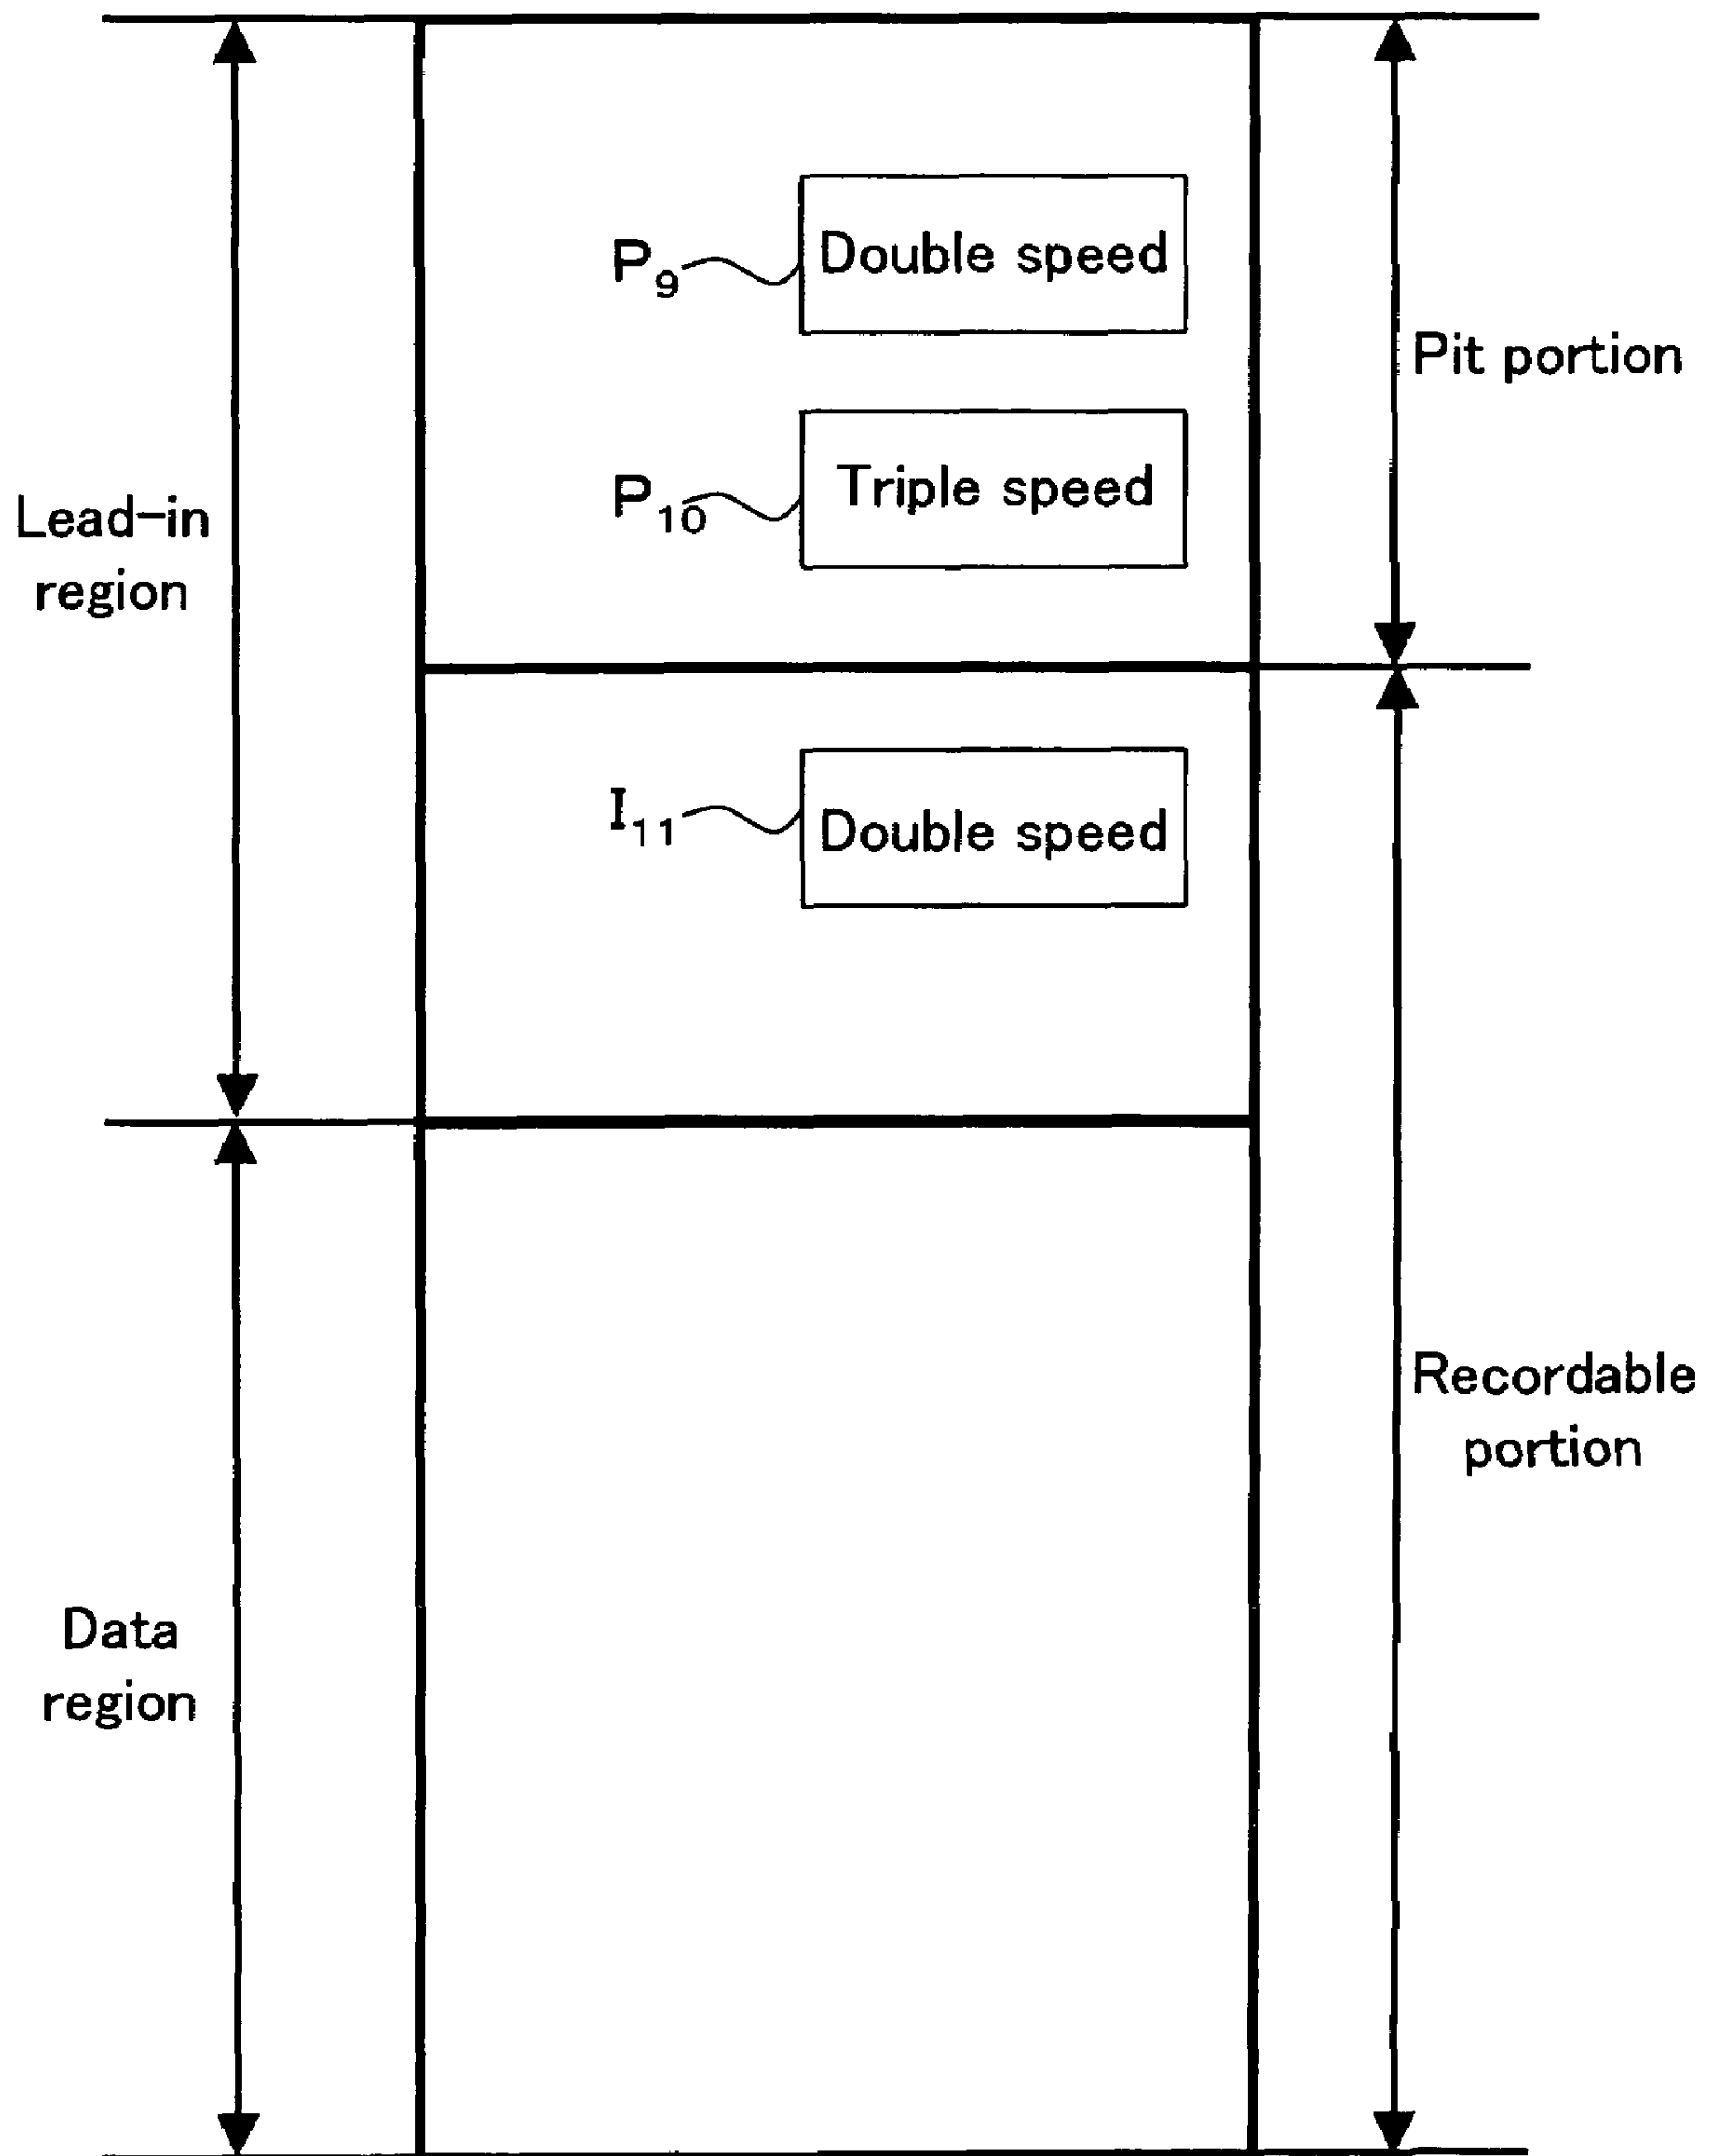 P₉ Double speed
Pit portion
P₁₀ Triple speed
Lead-in
region
I₁₁ Double speed
Recordable
portion
Data
region